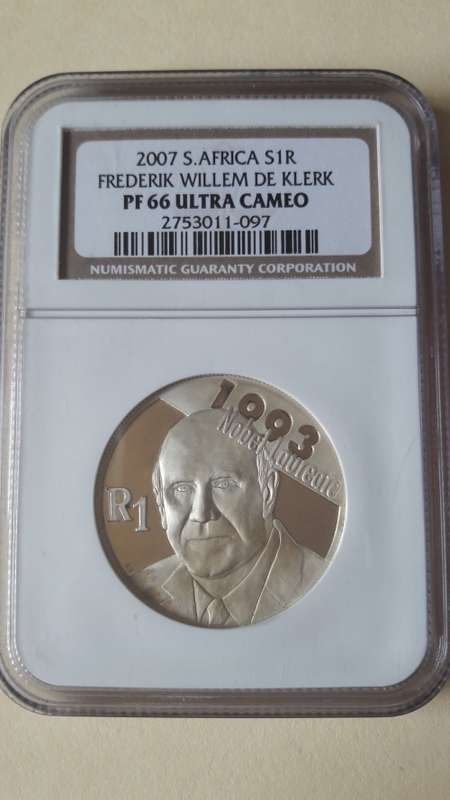 2007 S.AFRICA S1R
FREDERIK WILLEM DE KLERK
PF 66 ULTRA CAMEO
2753011-097
NUMISMATIC GUARANTY CORPORATION
1993
Nobel Laureate
R1